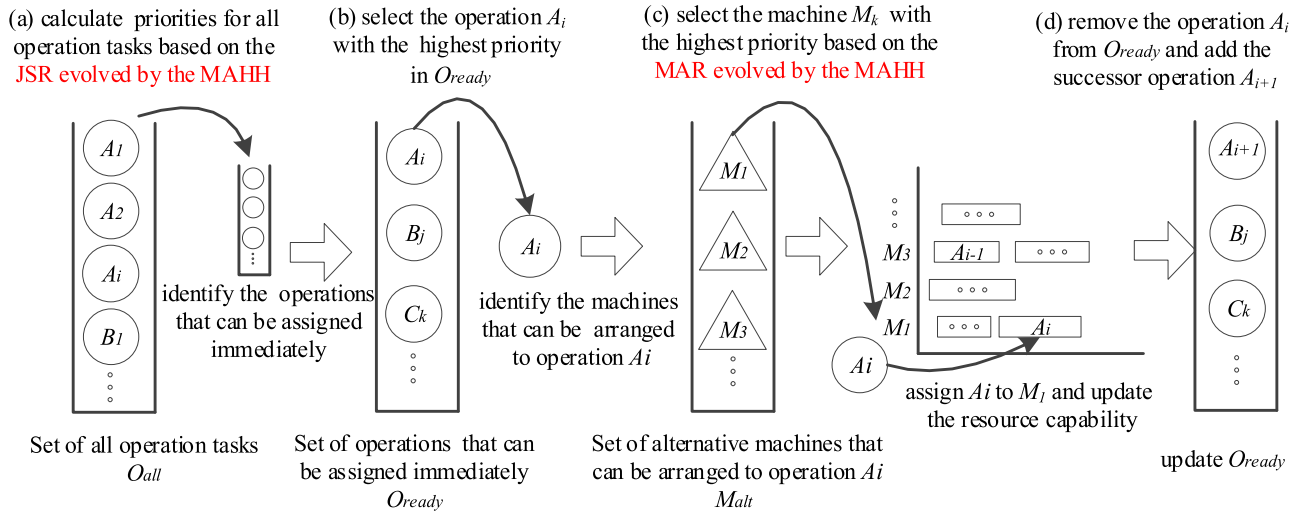 (a) calculate priorities for all
operation tasks based on the
JSR evolved by the MAHH
A1
A2
Ai
B1
identify the operations
that can be assigned
immediately
Set of all operation tasks
Oall
(b) select the operation Ai
with the highest priority
in Oready
Ai
Bj
Ck
Ai
identify the machines
that can be arranged
to operation Ai
Set of operations that can
be assigned immediately
Oready
(c) select the machine Mk with
the highest priority based on the
MAR evolved by the MAHH
M1
M2
M3
Set of alternative machines that
can be arranged to operation Ai
Malt
M3
Ai-1
M2
M1
Ai
Ai
assign Ai to M1 and update
the resource capability
(d) remove the operation Ai
from Oready and add the
successor operation Ai+1
Ai+1
Bj
Ck
update Oready